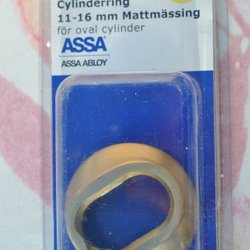 Cylinderring
11-16 mm Mattmässing
för oval cylinder
ASSA
ASSA ABLOY